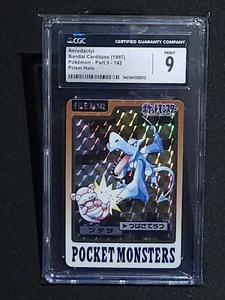 CGC
CERTIFIED GUARANTY COMPANY
Aerodactyl
Bandai Carddass (1997)
Pokémon - Part 3 - 142
Prism Holo
MINT
9
FILE No.142
ポケットモンスター
▶つばさでうつ
プテラ
POCKET MONSTERS